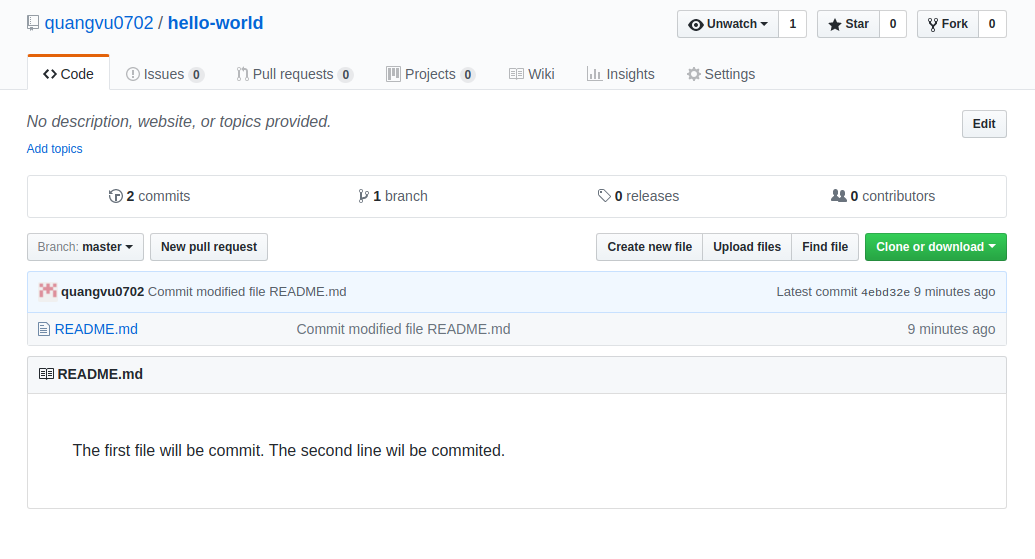 quangvu0702 / hello-world Unwatch 1 Star 0 Fork 0
Code Issues 0 Pull requests 0 Projects 0 Wiki Insights Settings
No description, website, or topics provided. Edit
Add topics
2 commits 1 branch 0 releases 0 contributors
Branch: master New pull request Create new file Upload files Find file Clone or download
quangvu0702 Commit modified file README.md Latest commit 4ebd32e 9 minutes ago
README.md Commit modified file README.md 9 minutes ago
README.md
The first file will be commit. The second line wil be commited.